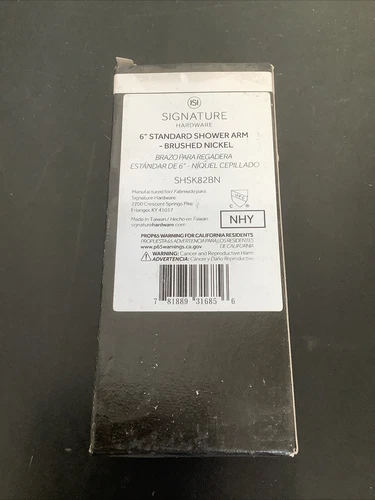 SIGNATURE
HARDWARE
6" STANDARD SHOWER ARM
- BRUSHED NICKEL
BRAZO PARA REGADERA
ESTÁNDAR DE 6" - NÍQUEL CEPILLADO
SHSK82BN
Manufactured for/ Fabricado para
Signature Hardware
2700 Crescent Springs Pike
Erlanger, KY 41017
Made in Taiwan / Hecho en Taiwán
signaturehardware.com
NHY
PROP65 WARNING FOR CALIFORNIA RESIDENTS
PROPUESTA 65 ADVERTENCIA PARA CALIFORNIA RESIDENTES
www.p65warnings.ca.gov
WARNING: Cancer and Reproductive Harm
ADVERTENCIA: Cáncer y Daño Reproductivo
7 81889 31685 6